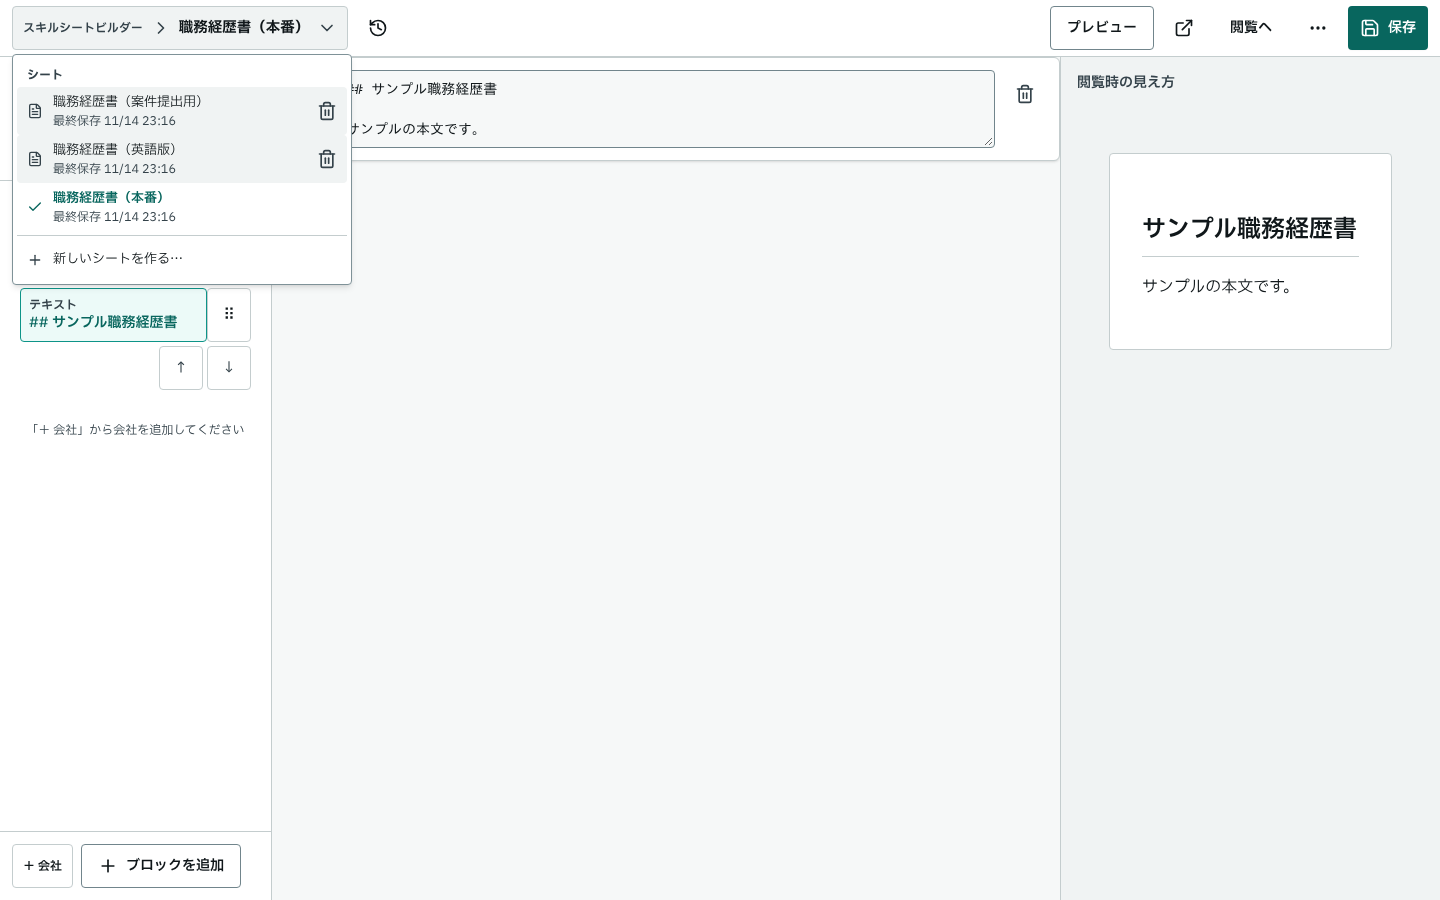 スキルシートビルダー
職務経歴書（本番）
プレビュー
閲覧へ
保存
シート
職務経歴書（案件提出用）
最終保存 11/14 23:16
職務経歴書（英語版）
最終保存 11/14 23:16
職務経歴書（本番）
最終保存 11/14 23:16
新しいシートを作る…
テキスト
## サンプル職務経歴書
↑ ↓
「＋ 会社」から会社を追加してください
+ 会社
ブロックを追加
## サンプル職務経歴書
サンプルの本文です。
閲覧時の見え方
サンプル職務経歴書
サンプルの本文です。